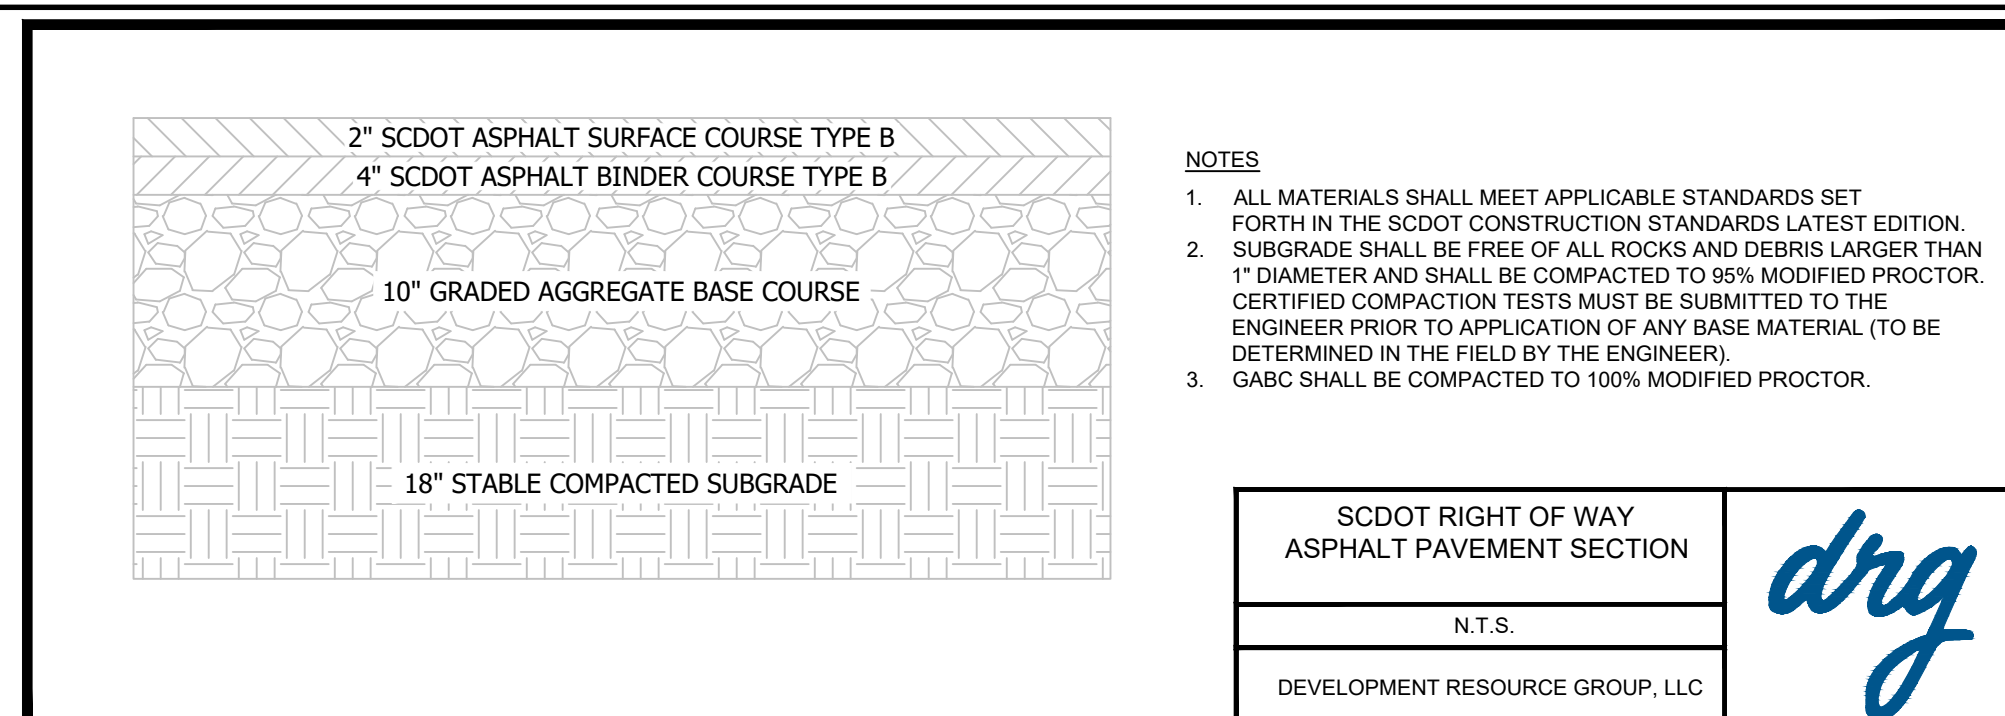 2" SCDOT ASPHALT SURFACE COURSE TYPE B
4" SCDOT ASPHALT BINDER COURSE TYPE B
10" GRADED AGGREGATE BASE COURSE
18" STABLE COMPACTED SUBGRADE
NOTES
1. ALL MATERIALS SHALL MEET APPLICABLE STANDARDS SET
FORTH IN THE SCDOT CONSTRUCTION STANDARDS LATEST EDITION.
2. SUBGRADE SHALL BE FREE OF ALL ROCKS AND DEBRIS LARGER THAN
1" DIAMETER AND SHALL BE COMPACTED TO 95% MODIFIED PROCTOR.
CERTIFIED COMPACTION TESTS MUST BE SUBMITTED TO THE
ENGINEER PRIOR TO APPLICATION OF ANY BASE MATERIAL (TO BE
DETERMINED IN THE FIELD BY THE ENGINEER).
3. GABC SHALL BE COMPACTED TO 100% MODIFIED PROCTOR.
SCDOT RIGHT OF WAY
ASPHALT PAVEMENT SECTION
N.T.S.
DEVELOPMENT RESOURCE GROUP, LLC
drg